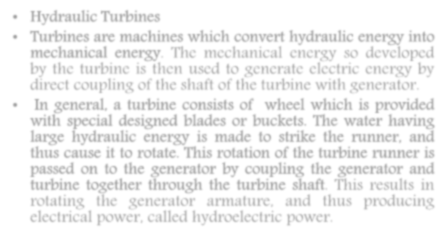 • Hydraulic Turbines
• Turbines are machines which convert hydraulic energy into
mechanical energy. The mechanical energy so developed
by the turbine is then used to generate electric energy by
direct coupling of the shaft of the turbine with generator.
• In general, a turbine consists of wheel which is provided
with special designed blades or buckets. The water having
large hydraulic energy is made to strike the runner, and
thus cause it to rotate. This rotation of the turbine runner is
passed on to the generator by coupling the generator and
turbine together through the turbine shaft. This results in
rotating the generator armature, and thus producing
electrical power, called hydroelectric power.